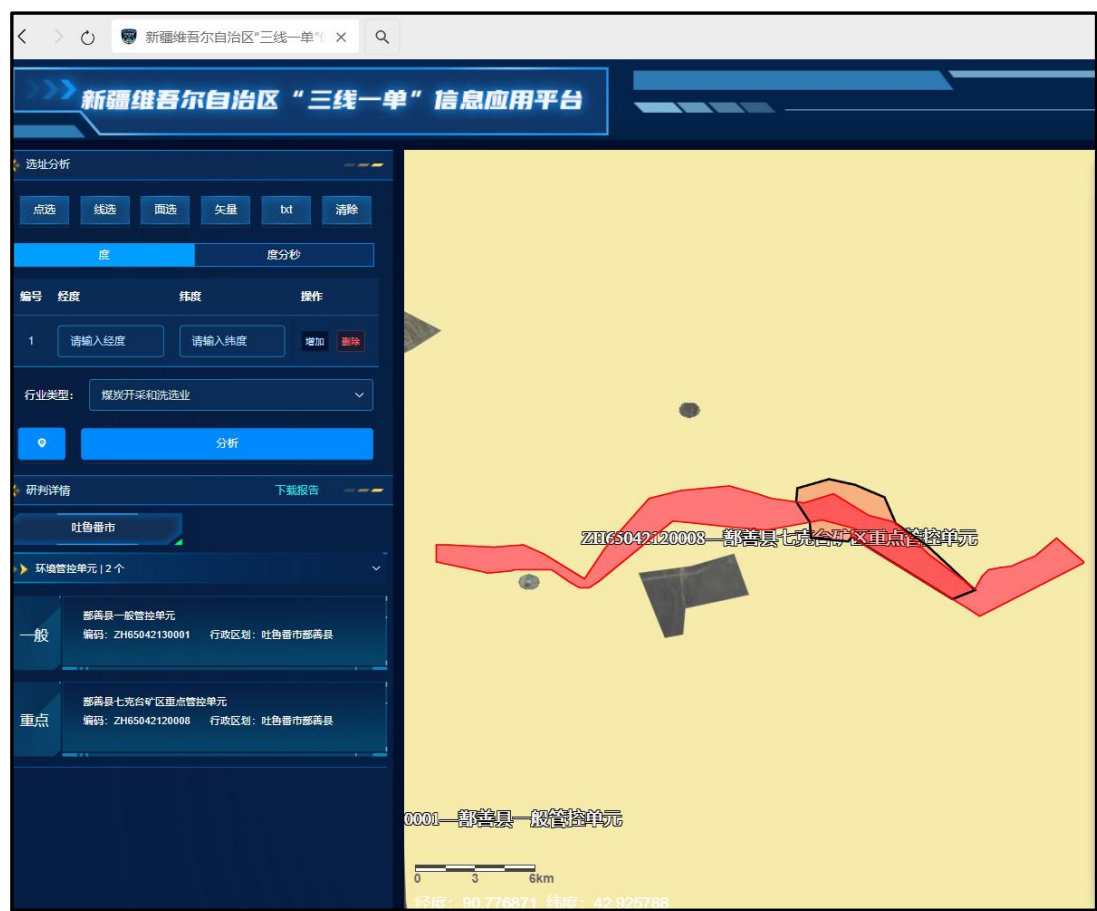 新疆维吾尔自治区“三线一单”信
新疆维吾尔自治区“三线一单”信息应用平台
选址分析
点选 线选 面选 矢量 txt 清除
度 度分秒
编号 经度 纬度 操作
1 请输入经度 请输入纬度 增加 删除
行业类型： 煤炭开采和洗选业
分析
研判详情 下载报告
吐鲁番市
环境管控单元 | 2 个
一般
鄯善县一般管控单元
编码：ZH65042130001 行政区划：吐鲁番市鄯善县
重点
鄯善县七克台矿区重点管控单元
编码：ZH65042120008 行政区划：吐鲁番市鄯善县
ZH65042120008—鄯善县七克台矿区重点管控单元
0001—鄯善县一般管控单元
0 3 6km
经度：90.776871 纬度：42.925788